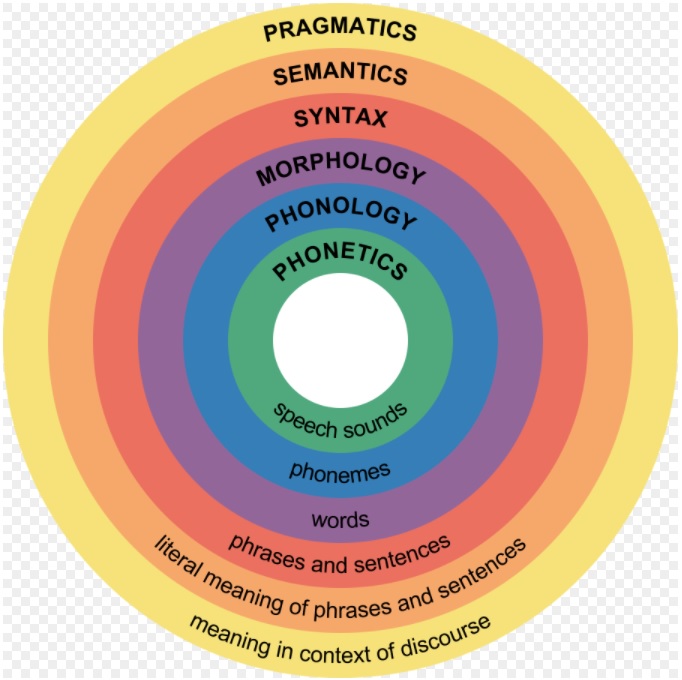 PRAGMATICS
SEMANTICS
SYNTAX
MORPHOLOGY
PHONOLOGY
PHONETICS
speech sounds
phonemes
words
phrases and sentences
literal meaning of phrases and sentences
meaning in context of discourse